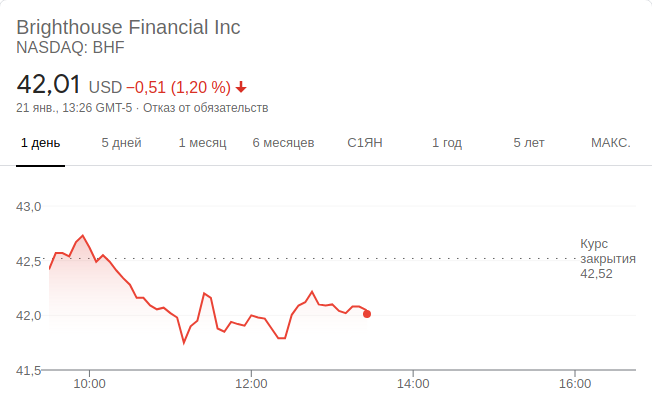 Brighthouse Financial Inc
NASDAQ: BHF
42,01 USD −0,51 (1,20 %)
21 янв., 13:26 GMT-5 · Отказ от обязательств
1 день 5 дней 1 месяц 6 месяцев С1ЯН 1 год 5 лет МАКС.
43,0
Курс
закрытия
42,52
42,5
42,0
41,5
10:00 12:00 14:00 16:00